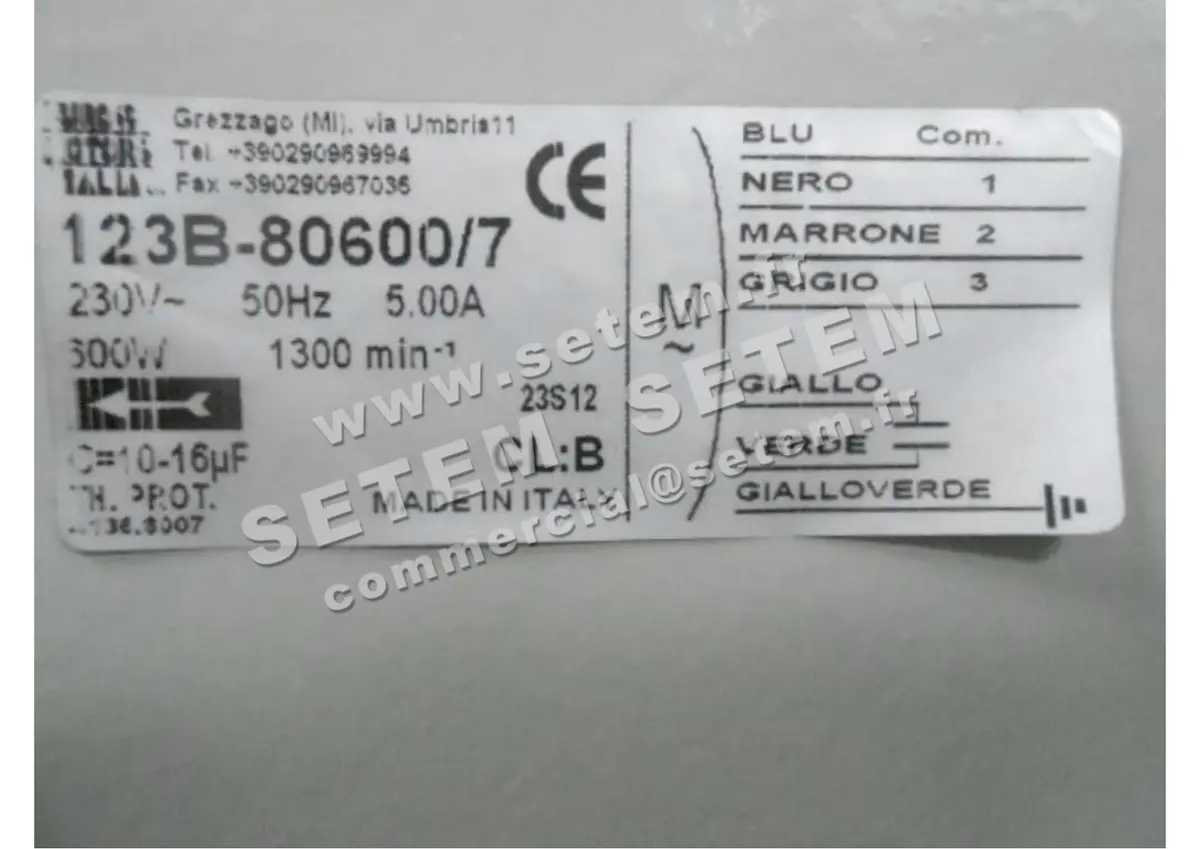 Grezzago (MI), via Umbria11
Tel. +390290969994
Fax +390290967035
CE
123B-80600/7
230V~ 50Hz 5.00A
600W 1300 min-1
23S12
C=10-16µF CL:B
TH. PROT. MADE IN ITALY
M
~
BLU Com.
NERO 1
MARRONE 2
GRIGIO 3
GIALLO
VERDE
GIALLOVERDE
www.setem.fr
SETEM SETEM
commercial@setem.fr